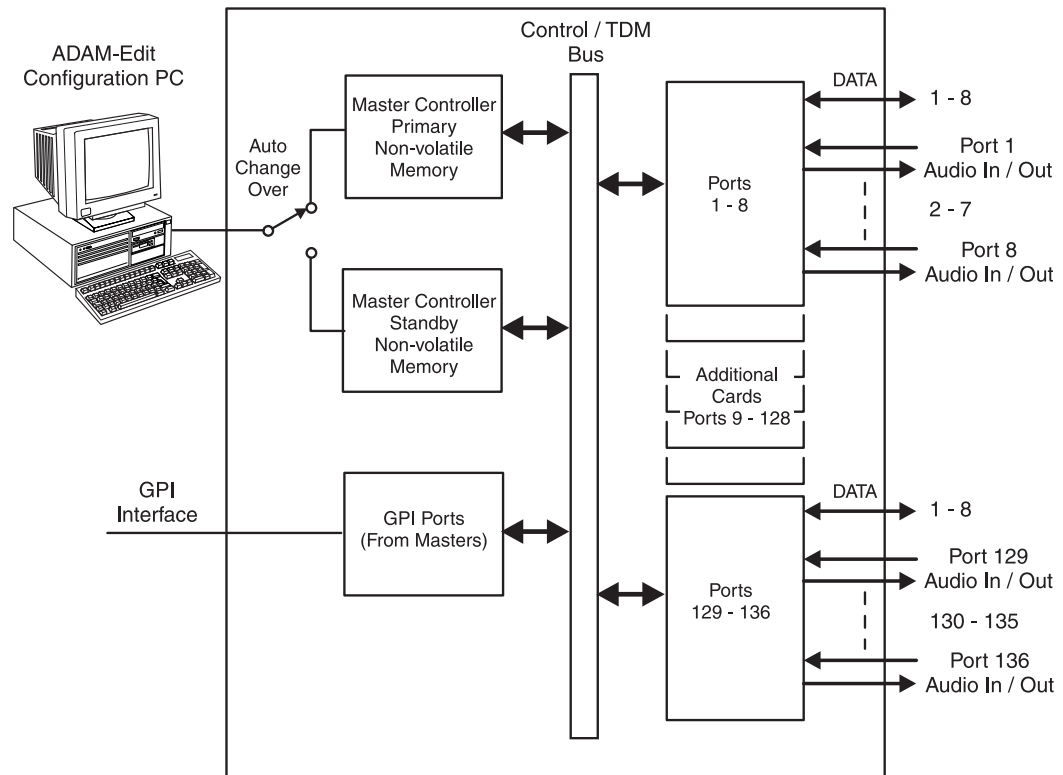 ADAM-Edit
Configuration PC
Control / TDM
Bus
Auto
Change
Over
Master Controller
Primary
Non-volatile
Memory
Master Controller
Standby
Non-volatile
Memory
GPI
Interface
GPI Ports
(From Masters)
Ports
1 - 8
DATA
1 - 8
Port 1
Audio In / Out
2 - 7
Port 8
Audio In / Out
Additional
Cards
Ports 9 - 128
Ports
129 - 136
DATA
1 - 8
Port 129
Audio In / Out
130 - 135
Port 136
Audio In / Out